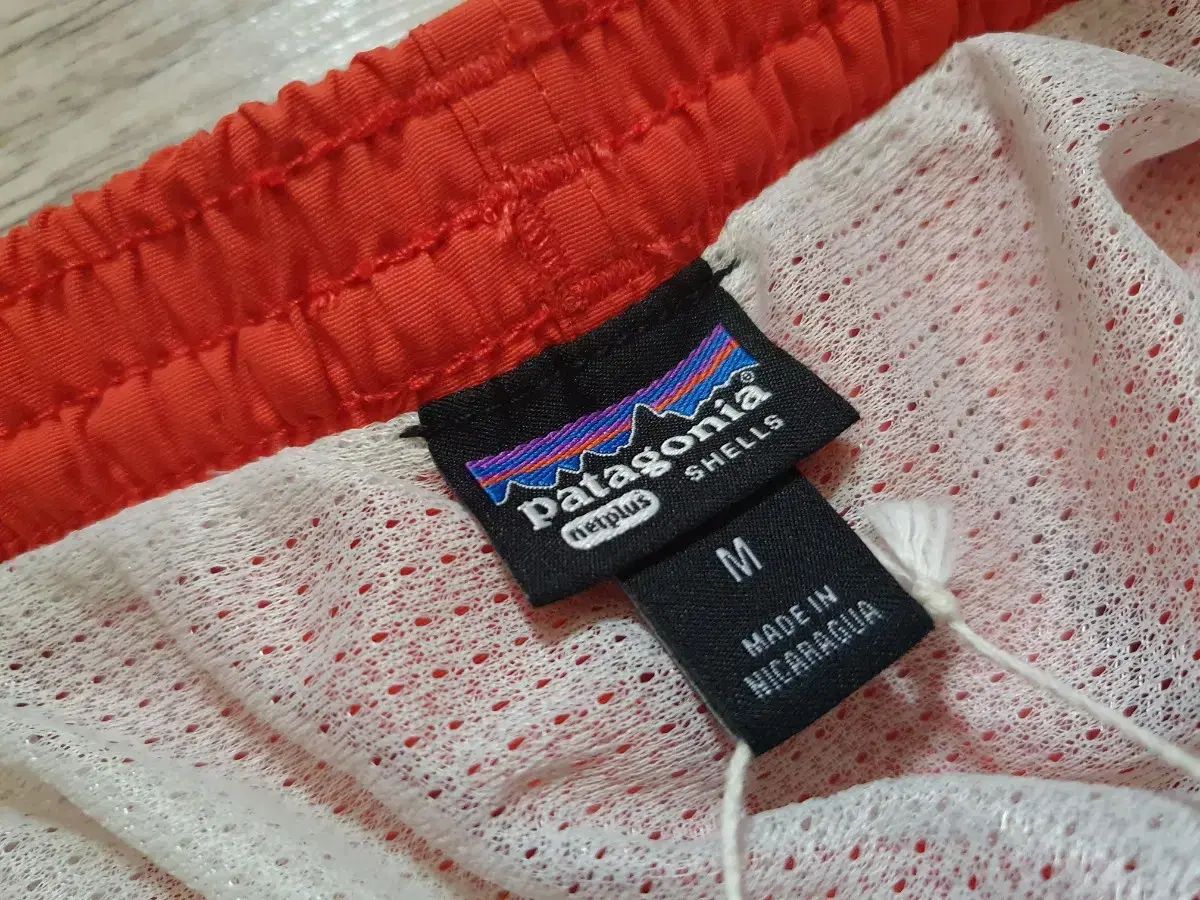 patagonia®
netplus SHELLS
M
MADE IN
NICARAGUA